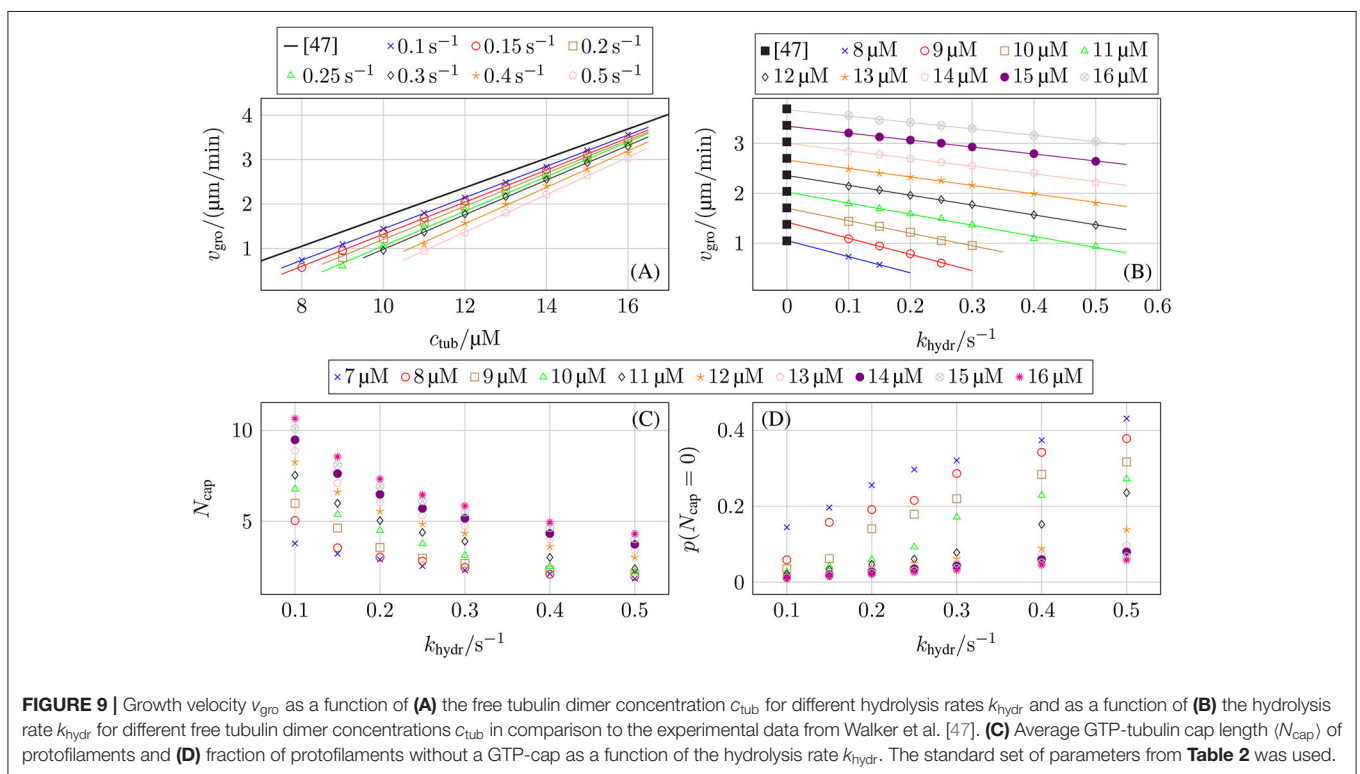 [47] 0.1 s⁻¹ 0.15 s⁻¹ 0.2 s⁻¹
0.25 s⁻¹ 0.3 s⁻¹ 0.4 s⁻¹ 0.5 s⁻¹
4
3
2
1
v_gro/(μm/min)
(A)
8 10 12 14 16
c_tub/μM
[47] 8 μM 9 μM 10 μM 11 μM
12 μM 13 μM 14 μM 15 μM 16 μM
3
2
1
v_gro/(μm/min)
(B)
0 0.1 0.2 0.3 0.4 0.5 0.6
k_hydr/s⁻¹
7 μM 8 μM 9 μM 10 μM 11 μM 12 μM 13 μM 14 μM 15 μM 16 μM
10
5
N_cap
(C)
0.1 0.2 0.3 0.4 0.5
k_hydr/s⁻¹
0.4
0.2
0
p(N_cap = 0)
(D)
0.1 0.2 0.3 0.4 0.5
k_hydr/s⁻¹
FIGURE 9 | Growth velocity v_gro as a function of (A) the free tubulin dimer concentration c_tub for different hydrolysis rates k_hydr and as a function of (B) the hydrolysis
rate k_hydr for different free tubulin dimer concentrations c_tub in comparison to the experimental data from Walker et al. [47]. (C) Average GTP-tubulin cap length ⟨N_cap⟩ of
protofilaments and (D) fraction of protofilaments without a GTP-cap as a function of the hydrolysis rate k_hydr. The standard set of parameters from Table 2 was used.